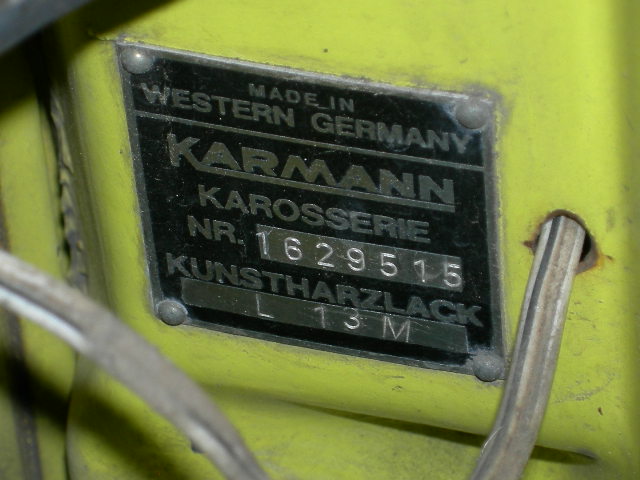 MADE IN
WESTERN GERMANY
KARMANN
KAROSSERIE
NR. 1629515
KUNSTHARZLACK
L 13 M